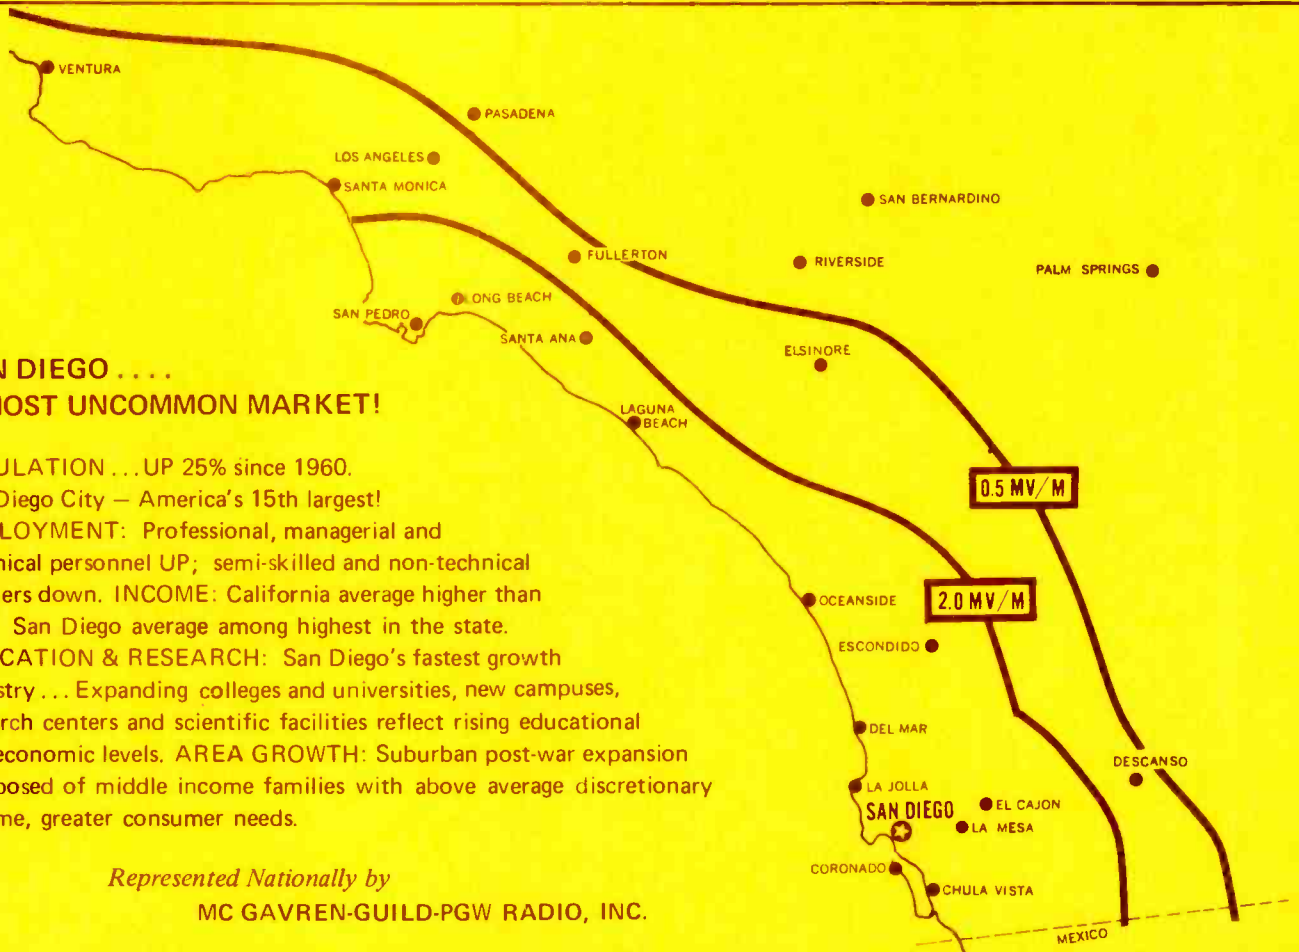 VENTURA
PASADENA
LOS ANGELES
SANTA MONICA
SAN BERNARDINO
FULLERTON
RIVERSIDE
PALM SPRINGS
LONG BEACH
SAN PEDRO
SANTA ANA
ELSINORE
LAGUNA
BEACH
N DIEGO . . . .
MOST UNCOMMON MARKET!
ULATION . . . UP 25% since 1960.
Diego City — America's 15th largest!
LOYMENT: Professional, managerial and
nical personnel UP; semi-skilled and non-technical
ers down. INCOME: California average higher than
San Diego average among highest in the state.
CATION & RESEARCH: San Diego's fastest growth
stry . . . Expanding colleges and universities, new campuses,
rch centers and scientific facilities reflect rising educational
economic levels. AREA GROWTH: Suburban post-war expansion
posed of middle income families with above average discretionary
me, greater consumer needs.
Represented Nationally by
MC GAVREN-GUILD-PGW RADIO, INC.
0.5 MV/M
2.0 MV/M
OCEANSIDE
ESCONDIDO
DEL MAR
DESCANSO
LA JOLLA
SAN DIEGO
EL CAJON
LA MESA
CORONADO
CHULA VISTA
MEXICO